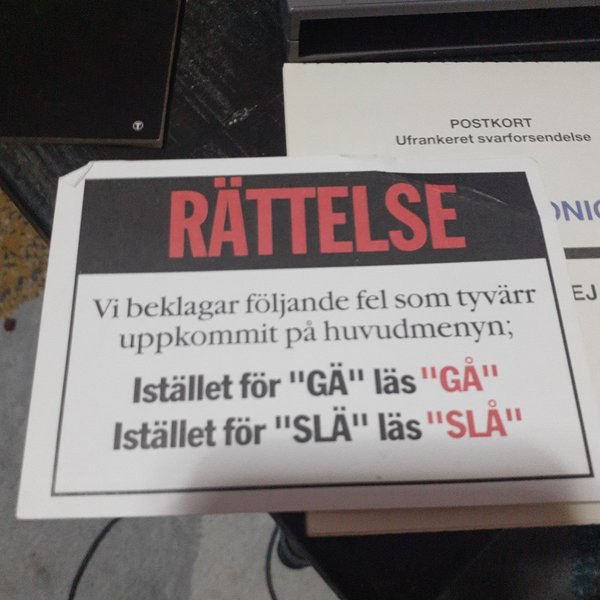 POSTKORT
Ufrankeret svarforsendelse
RÄTTELSE
Vi beklagar följande fel som tyvärr
uppkommit på huvudmenyn;
Istället för "GÄ" läs "GÅ"
Istället för "SLÄ" läs "SLÅ"
EJ